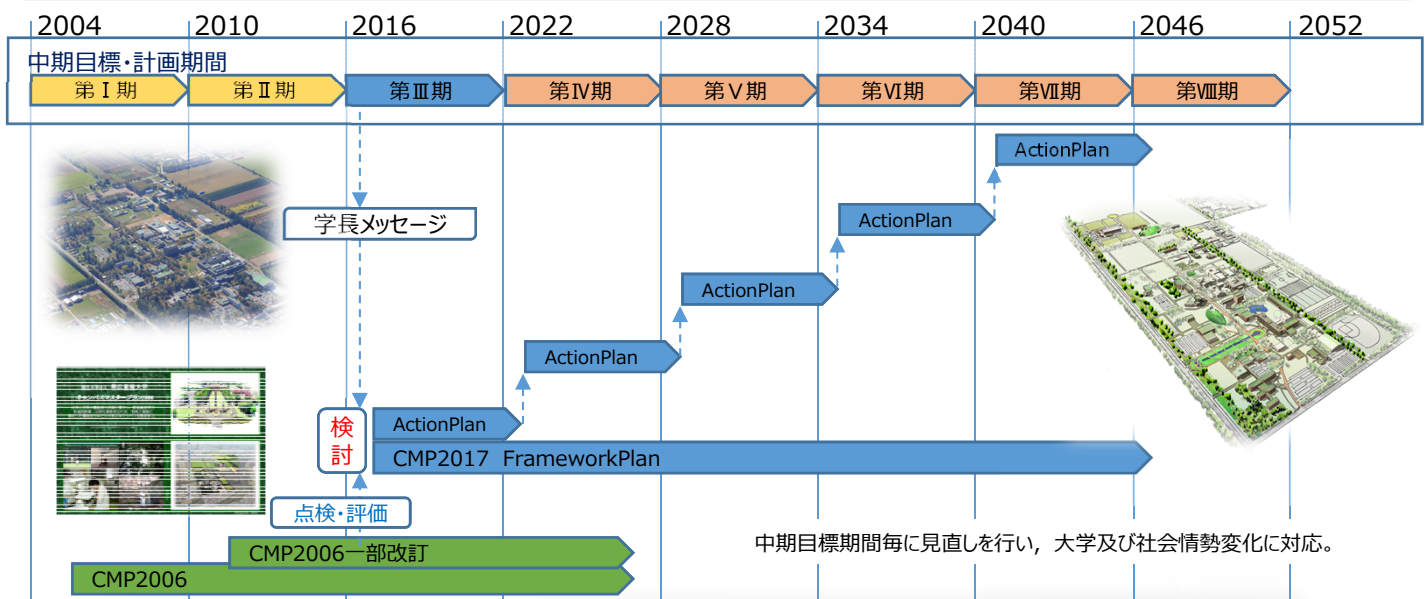 2004 2010 2016 2022 2028 2034 2040 2046 2052
中期目標・計画期間
第Ⅰ期 第Ⅱ期 第Ⅲ期 第Ⅳ期 第Ⅴ期 第Ⅵ期 第Ⅶ期 第Ⅷ期
ActionPlan
学長メッセージ
ActionPlan
ActionPlan
ActionPlan
検
討
ActionPlan
CMP2017 FrameworkPlan
点検・評価
CMP2006一部改訂
中期目標期間毎に見直しを行い，大学及び社会情勢変化に対応。
CMP2006